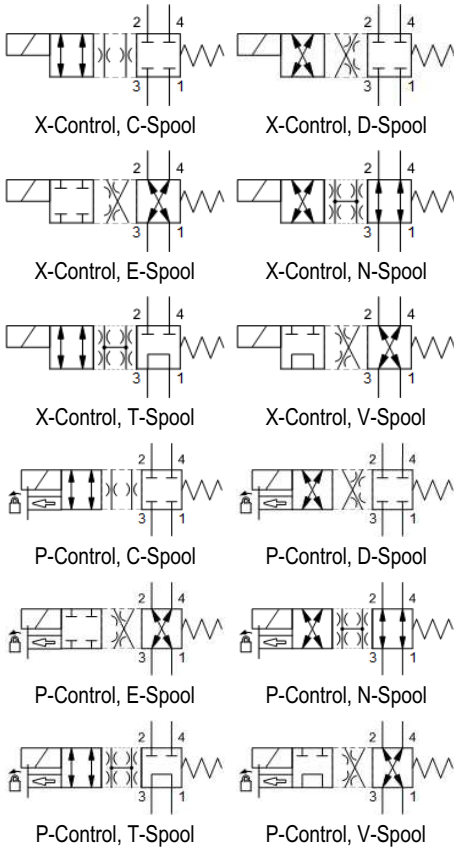 2 4 2 4
3 1 3 1
X-Control, C-Spool X-Control, D-Spool
2 4 2 4
3 1 3 1
X-Control, E-Spool X-Control, N-Spool
2 4 2 4
3 1 3 1
X-Control, T-Spool X-Control, V-Spool
2 4 2 4
3 1 3 1
P-Control, C-Spool P-Control, D-Spool
2 4 2 4
3 1 3 1
P-Control, E-Spool P-Control, N-Spool
2 4 2 4
3 1 3 1
P-Control, T-Spool P-Control, V-Spool